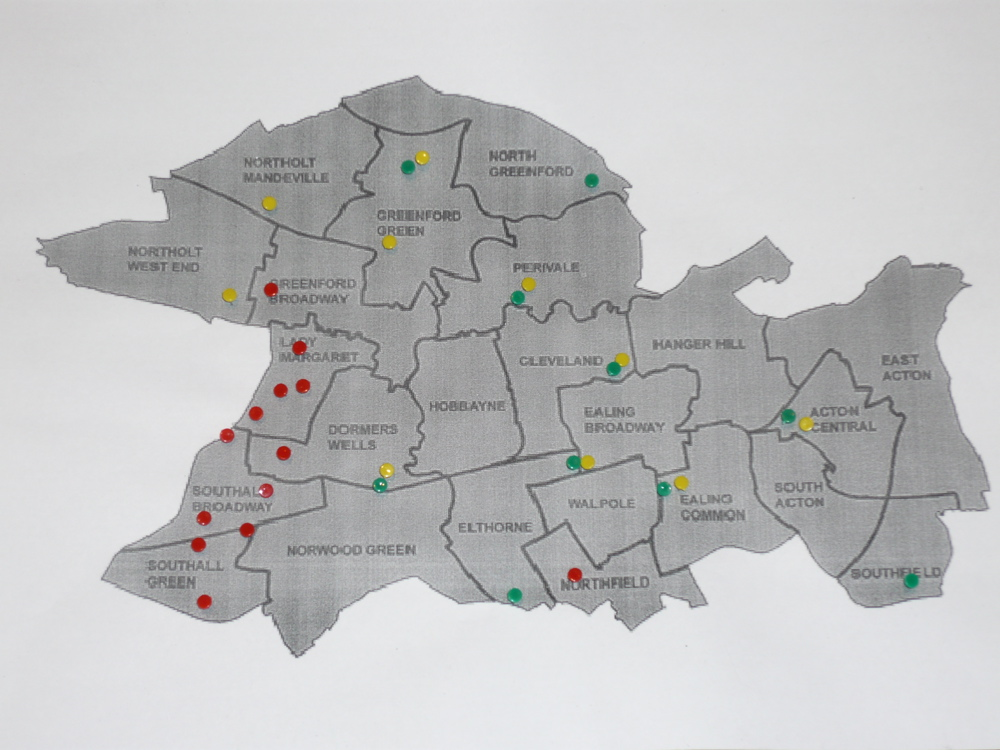 NORTHOLT
MANDEVILLE
NORTH
GREENFORD
GREENFORD
GREEN
NORTHOLT
WEST END
PERIVALE
GREENFORD
BROADWAY
LADY
MARGARET
CLEVELAND
HANGER HILL
EAST
ACTON
HOBBAYNE
EALING
BROADWAY
ACTON
CENTRAL
DORMERS
WELLS
SOUTHALL
BROADWAY
WALPOLE
EALING
COMMON
SOUTH
ACTON
ELTHORNE
NORWOOD GREEN
SOUTHALL
GREEN
NORTHFIELD
SOUTHFIELD